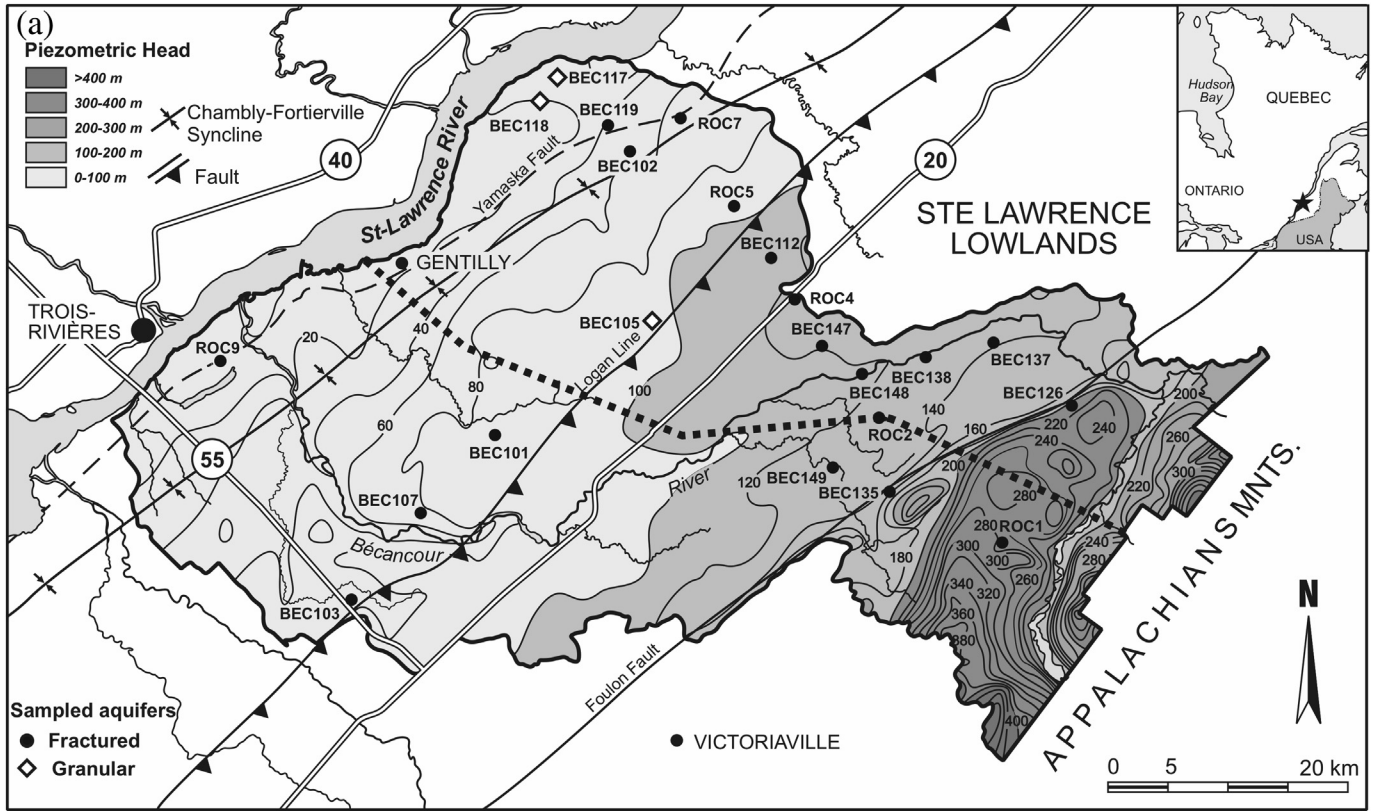 (a)
Piezometric Head
>400 m
300-400 m
200-300 m
100-200 m
0-100 m
Chambly-Fortierville
Syncline
Fault
40
St-Lawrence River
BEC117
BEC118
BEC119
ROC7
BEC102
Yamaska Fault
ROC5
BEC112
20
STE LAWRENCE
LOWLANDS
Hudson
Bay
QUEBEC
ONTARIO
USA
GENTILLY
TROIS-
RIVIÈRES
ROC9
20
40
60
80
100
BEC105
Logan Line
ROC4
BEC147
BEC138
BEC137
BEC148
BEC126
ROC2
140
160
200
220
240
240
200
260
300
220
BEC101
BEC107
55
River
120
BEC149
BEC135
200
280
280
ROC1
300
300
260
240
280
180
340
320
360
380
400
Bécancour
BEC103
Foulon Fault
APPALACHIANS MNTS.
N
Sampled aquifers
Fractured
Granular
VICTORIAVILLE
0 5 20 km